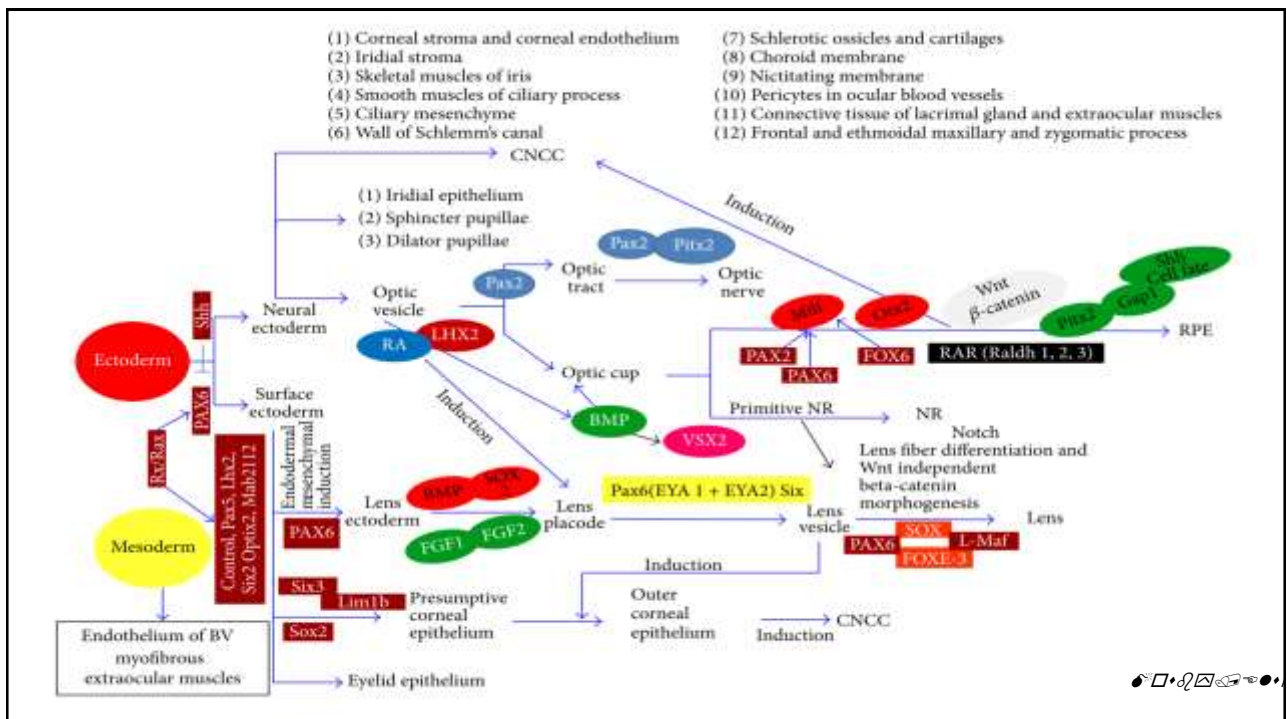 (1) Corneal stroma and corneal endothelium
(2) Iridial stroma
(3) Skeletal muscles of iris
(4) Smooth muscles of ciliary process
(5) Ciliary mesenchyme
(6) Wall of Schlemm's canal
(7) Schlerotic ossicles and cartilages
(8) Choroid membrane
(9) Nictitating membrane
(10) Pericytes in ocular blood vessels
(11) Connective tissue of lacrimal gland and extraocular muscles
(12) Frontal and ethmoidal maxillary and zygomatic process
CNCC
Induction
(1) Iridial epithelium
(2) Sphincter pupillae
(3) Dilator pupillae
Pax2
Pitx2
Optic
tract
Optic
nerve
Pax2
Optic
vesicle
LHX2
RA
Neural
ectoderm
Shh
Ectoderm
PAX6
Surface
ectoderm
Rx/Rax
Mesoderm
Endothelium of BV
myofibrous
extraocular muscles
Control, Pax5, Lhx2,
Six2 Optix2, Mab2112
Endodermal
mesenchymal
induction
PAX6
Lens
ectoderm
BMP
SOX
FGF1
FGF2
Induction
Lens
placode
Optic cup
BMP
VSX2
Mitf
Otx2
PAX2
PAX6
FOX6
Wnt
β-catenin
RAR (Raldh 1, 2, 3)
Shh
Cell fate
Gap1
Pitx2
RPE
Primitive NR
NR
Notch
Lens fiber differentiation and
Wnt independent
beta-catenin
morphogenesis
Pax6(EYA 1 + EYA2) Six
Lens
vesicle
PAX6
SOX
L-Maf
FOXE-3
Lens
Induction
Six3
Lim1b
Sox2
Presumptive
corneal
epithelium
Outer
corneal
epithelium
Induction
CNCC
Eyelid epithelium